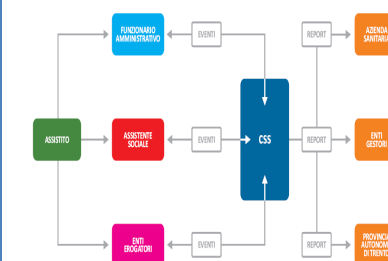 FUNZIONARIO
AMMINISTRATIVO
EVENTI
REPORT
AZIENDA
SANITARIA
ASSISTITO
ASSISTENTE
SOCIALE
EVENTI
CSS
REPORT
ENTI
GESTORI
ENTI
EROGATORI
EVENTI
REPORT
PROVINCIA
AUTONOMA
DI TRENTO